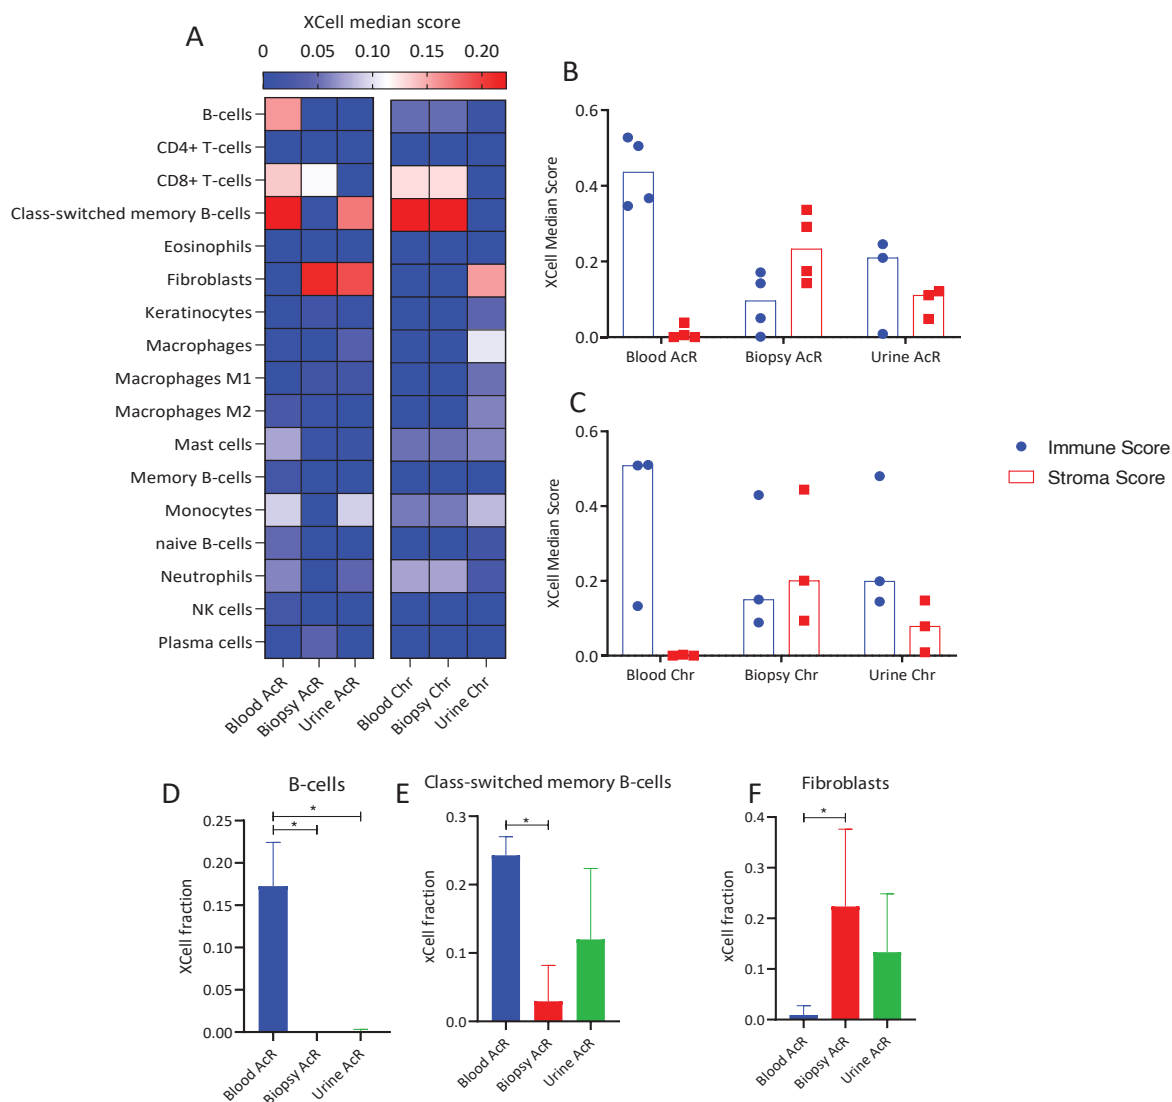 A
XCell median score
0 0.05 0.10 0.15 0.20
B-cells
CD4+ T-cells
CD8+ T-cells
Class-switched memory B-cells
Eosinophils
Fibroblasts
Keratinocytes
Macrophages
Macrophages M1
Macrophages M2
Mast cells
Memory B-cells
Monocytes
naive B-cells
Neutrophils
NK cells
Plasma cells
Blood AcR
Biopsy AcR
Urine AcR
Blood Chr
Biopsy Chr
Urine Chr
B
XCell Median Score
0.6
0.4
0.2
0.0
Blood AcR
Biopsy AcR
Urine AcR
C
XCell Median Score
0.6
0.4
0.2
0.0
Blood Chr
Biopsy Chr
Urine Chr
Immune Score
Stroma Score
D
B-cells
*
*
XCell fraction
0.25
0.20
0.15
0.10
0.05
0.00
Blood AcR
Biopsy AcR
Urine AcR
E
Class-switched memory B-cells
*
xCell fraction
0.3
0.2
0.1
0.0
Blood AcR
Biopsy AcR
Urine AcR
F
Fibroblasts
*
xCell fraction
0.4
0.3
0.2
0.1
0.0
Blood AcR
Biopsy AcR
Urine AcR